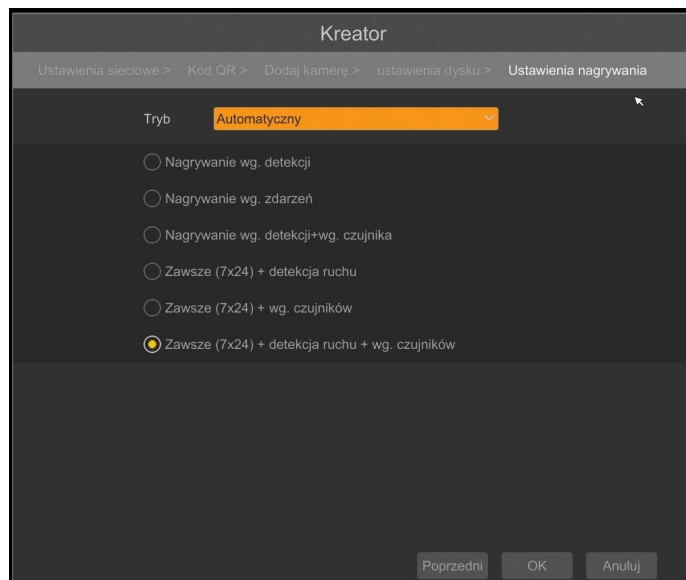 Kreator
Ustawienia sieciowe > Kod QR > Dodaj kamerę > ustawienia dysku > Ustawienia nagrywania
Tryb Automatyczny
Nagrywanie wg. detekcji
Nagrywanie wg. zdarzeń
Nagrywanie wg. detekcji+wg. czujnika
Zawsze (7x24) + detekcja ruchu
Zawsze (7x24) + wg. czujników
Zawsze (7x24) + detekcja ruchu + wg. czujników
Poprzedni OK Anuluj